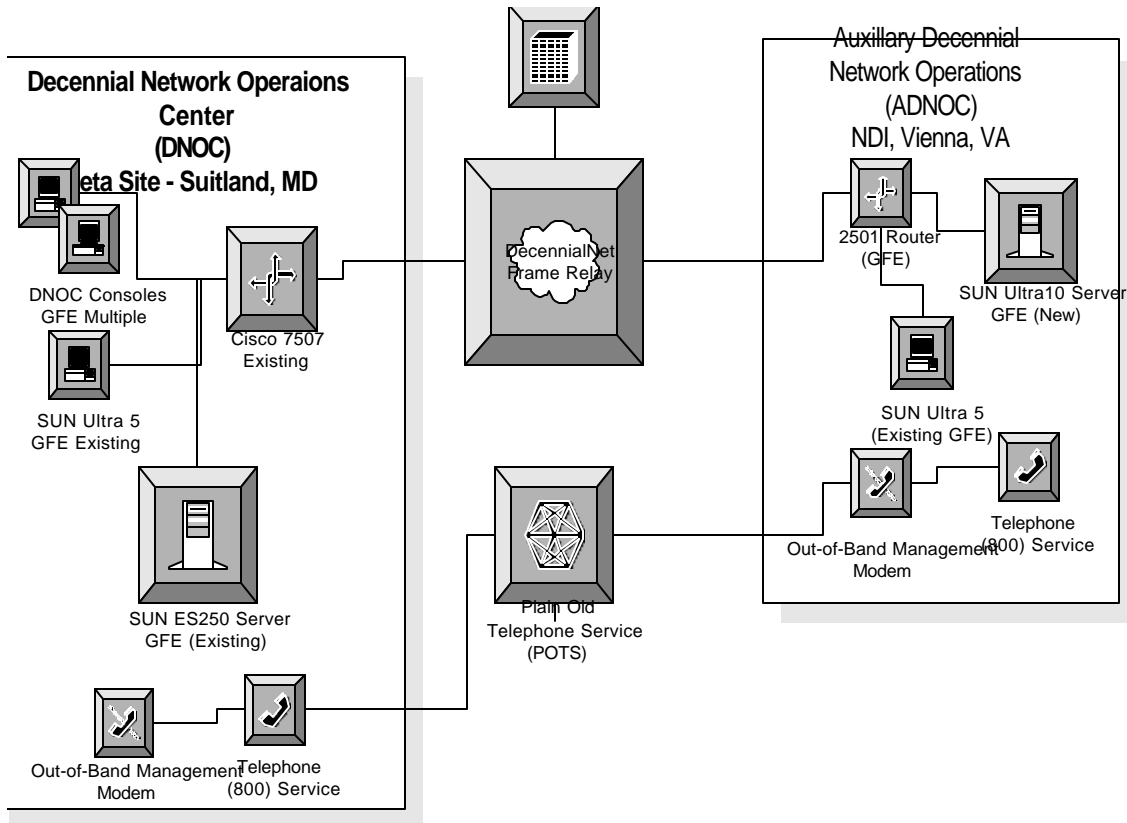 Decennial Network Operaions
Center
(DNOC)
eta Site - Suitland, MD
DNOC Consoles
GFE Multiple
Cisco 7507
Existing
SUN Ultra 5
GFE Existing
SUN ES250 Server
GFE (Existing)
Out-of-Band Management
Modem
Telephone
(800) Service
DecennialNet
Frame Relay
Plain Old
Telephone Service
(POTS)
Auxillary Decennial
Network Operations
(ADNOC)
NDI, Vienna, VA
2501 Router
(GFE)
SUN Ultra10 Server
GFE (New)
SUN Ultra 5
(Existing GFE)
Out-of-Band Management
Modem
Telephone
(800) Service